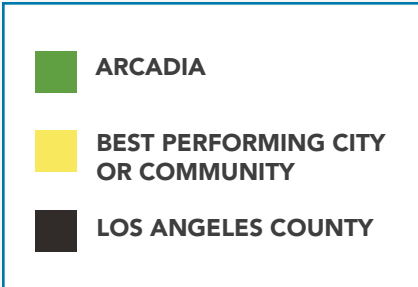 ARCADIA
BEST PERFORMING CITY
OR COMMUNITY
LOS ANGELES COUNTY